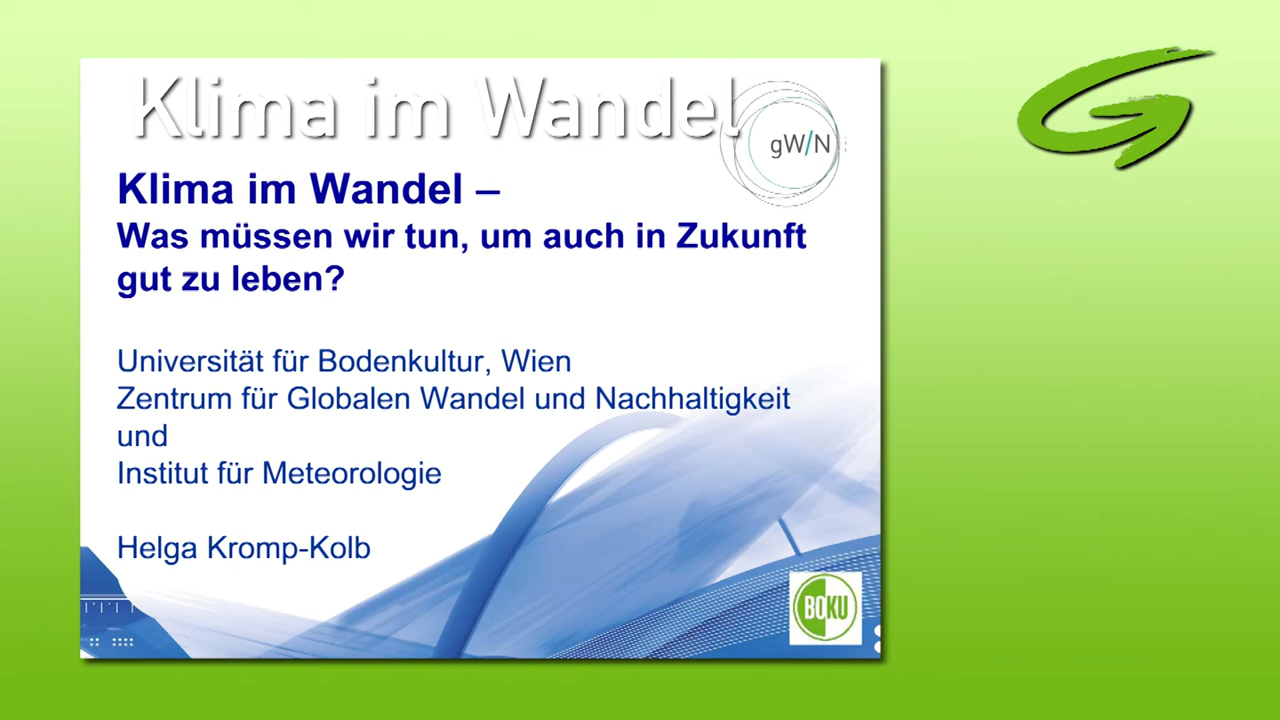 Klima im Wandel
gW/N
Klima im Wandel –
Was müssen wir tun, um auch in Zukunft
gut zu leben?
Universität für Bodenkultur, Wien
Zentrum für Globalen Wandel und Nachhaltigkeit
und
Institut für Meteorologie
Helga Kromp-Kolb
BOKU
G